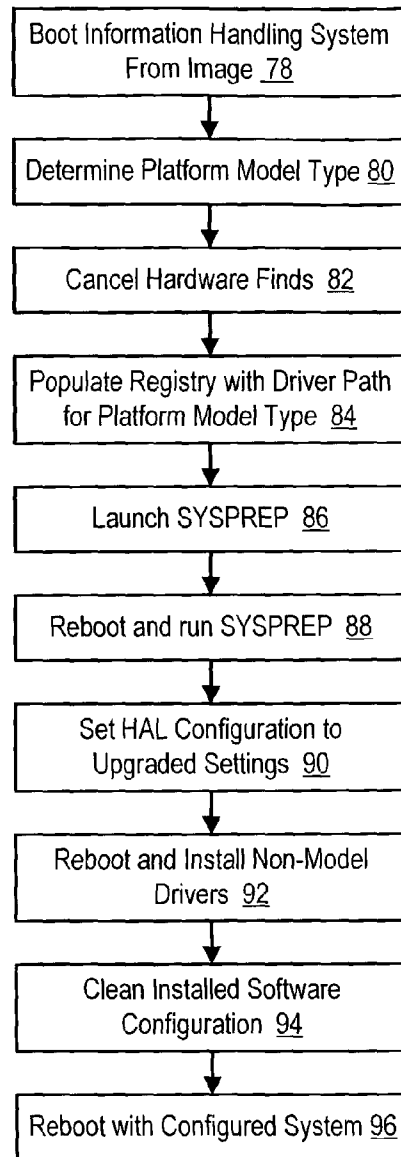 Boot Information Handling System
From Image 78
Determine Platform Model Type 80
Cancel Hardware Finds 82
Populate Registry with Driver Path
for Platform Model Type 84
Launch SYSPREP 86
Reboot and run SYSPREP 88
Set HAL Configuration to
Upgraded Settings 90
Reboot and Install Non-Model
Drivers 92
Clean Installed Software
Configuration 94
Reboot with Configured System 96